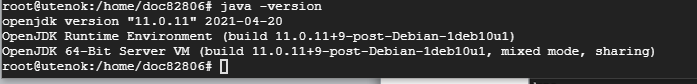 root@utenok:/home/doc82806# java -version
openjdk version "11.0.11" 2021-04-20
OpenJDK Runtime Environment (build 11.0.11+9-post-Debian-1deb10u1)
OpenJDK 64-Bit Server VM (build 11.0.11+9-post-Debian-1deb10u1, mixed mode, sharing)
root@utenok:/home/doc82806#